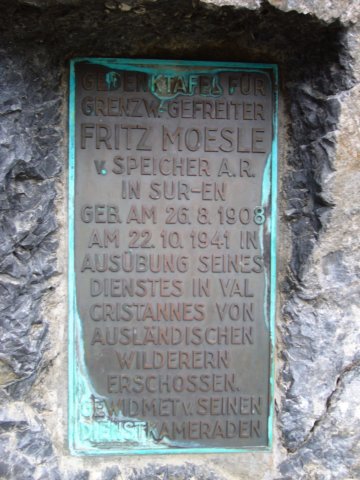 GEDENKTAFEL FÜR
GRENZW.-GEFREITER
FRITZ MOESLE
V. SPEICHER A.R.
IN SUR-EN
GEB. AM 26.8.1908
AM 22.10.1941 IN
AUSÜBUNG SEINES
DIENSTES IN VAL
CRISTANNES VON
AUSLÄNDISCHEN
WILDERERN
ERSCHOSSEN.
GEWIDMET V. SEINEN
DIENSTKAMERADEN